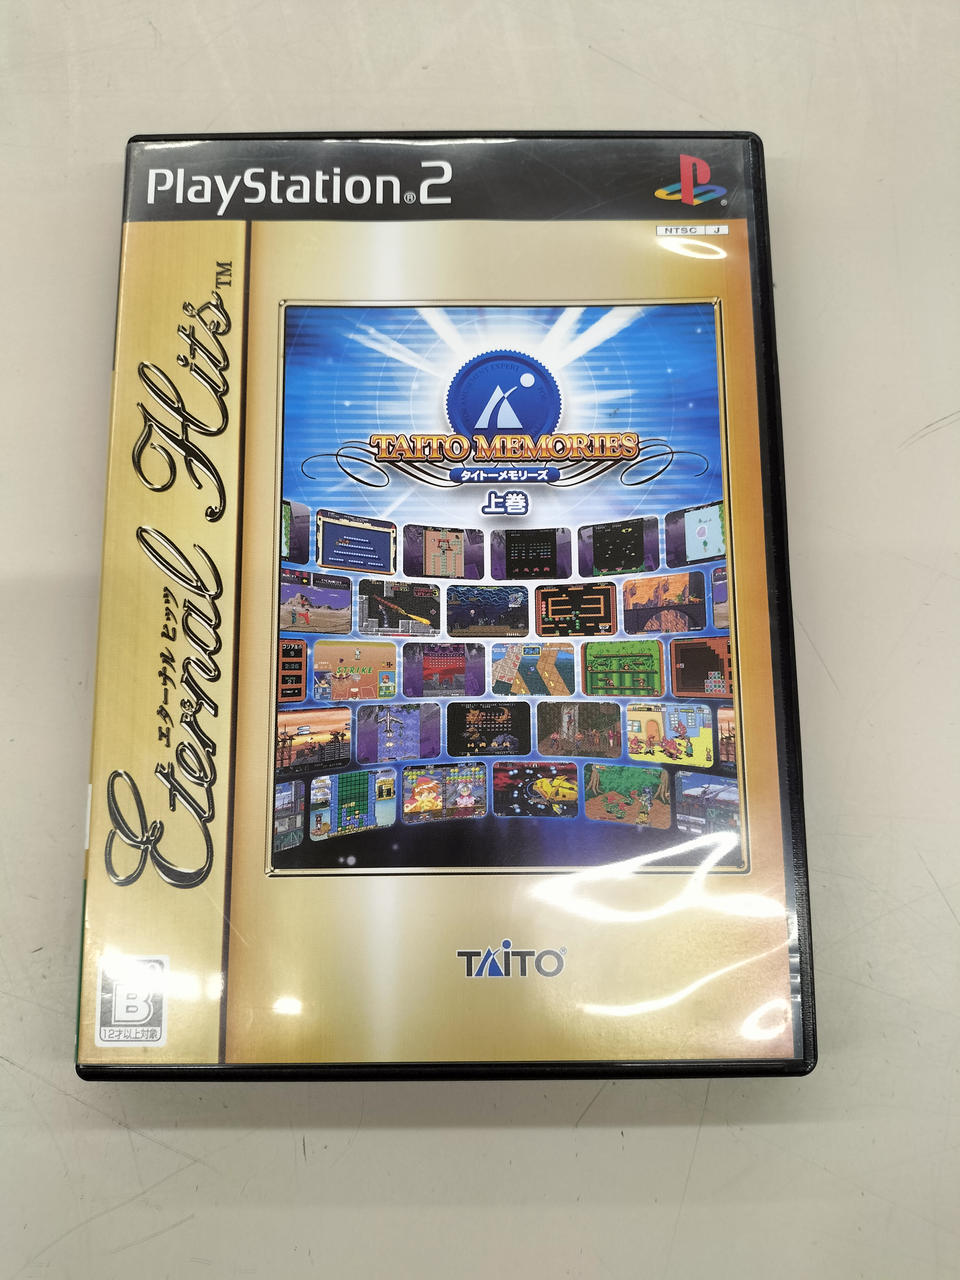 PlayStation®2
NTSC J
Eternal Hits™
エターナル ヒッツ
TAITO MEMORIES
タイトーメモリーズ
上巻
STRIKE
TAITO®
B
12才以上対象